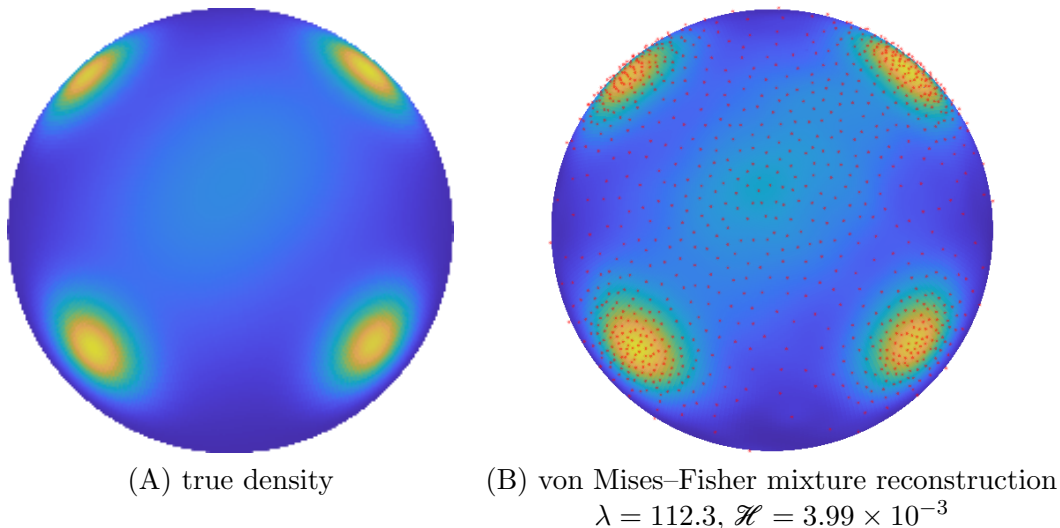 (A) true density
(B) von Mises–Fisher mixture reconstruction
λ = 112.3, ℋ = 3.99 × 10⁻³